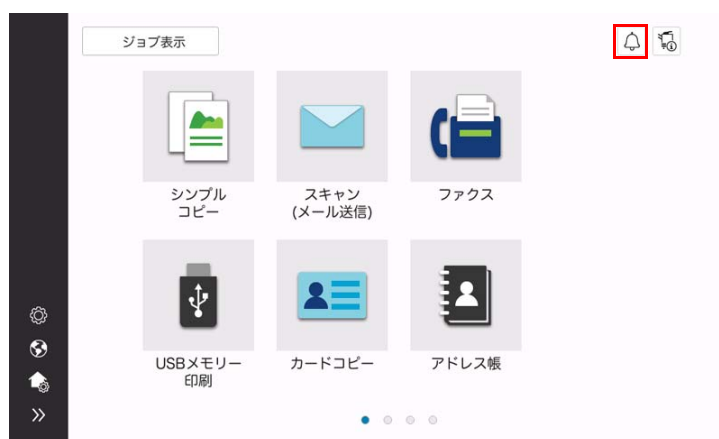 ジョブ表示
シンプル
コピー
スキャン
(メール送信)
ファクス
USBメモリー
印刷
カードコピー
アドレス帳